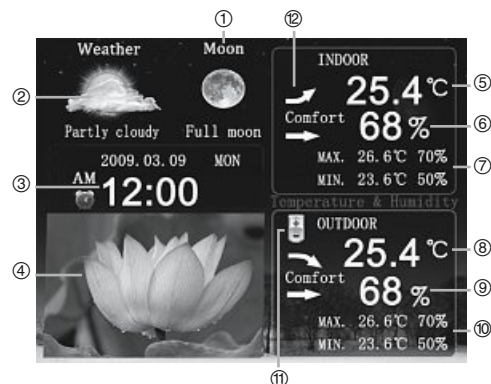 ① ⑫
Weather Moon
②
Partly cloudy Full moon
2009.03.09 MON
③ AM 12:00
④
INDOOR
25.4℃ ⑤
Comfort
68% ⑥
MAX. 26.6℃ 70%
⑦
MIN. 23.6℃ 50%
Temperature & Humidity
OUTDOOR
25.4℃ ⑧
Comfort
68% ⑨
MAX. 26.6℃ 70%
⑩
MIN. 23.6℃ 50%
⑪